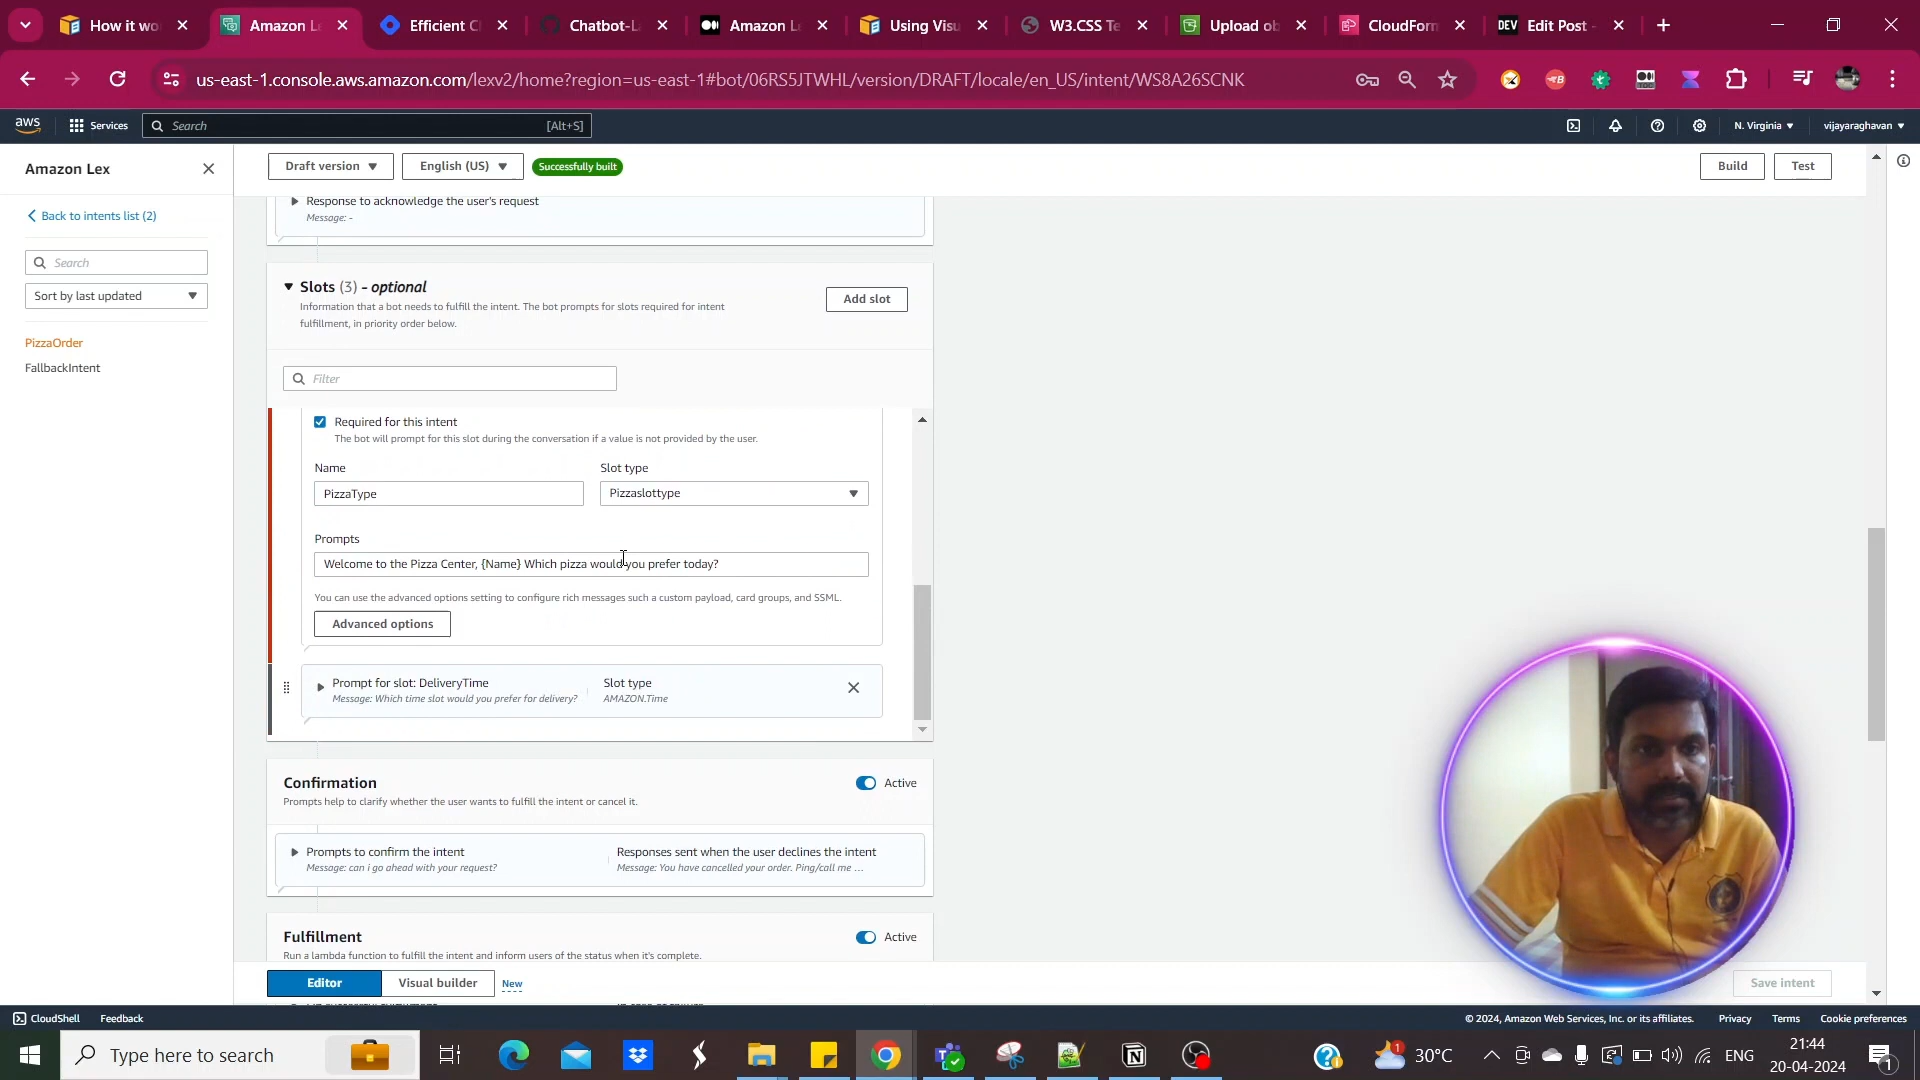 How it wo
Amazon Le
Efficient Cl
Chatbot-La
Amazon Le
Using Visu
W3.CSS Te
Upload ob
CloudForm
DEV Edit Post -
us-east-1.console.aws.amazon.com/lexv2/home?region=us-east-1#bot/06RS5JTWHL/version/DRAFT/locale/en_US/intent/WS8A26SCNK
aws Services Search [Alt+S] N. Virginia vijayaraghavan
Amazon Lex
Back to intents list (2)
Search
Sort by last updated
PizzaOrder
FallbackIntent
Draft version English (US) Successfully built Build Test
Response to acknowledge the user's request
Message: -
Slots (3) - optional
Information that a bot needs to fulfill the intent. The bot prompts for slots required for intent
fulfillment, in priority order below.
Add slot
Filter
Required for this intent
The bot will prompt for this slot during the conversation if a value is not provided by the user.
Name Slot type
PizzaType Pizzaslottype
Prompts
Welcome to the Pizza Center, {Name} Which pizza would you prefer today?
You can use the advanced options setting to configure rich messages such a custom payload, card groups, and SSML.
Advanced options
Prompt for slot: DeliveryTime Slot type
Message: Which time slot would you prefer for delivery? AMAZON.Time
Confirmation Active
Prompts help to clarify whether the user wants to fulfill the intent or cancel it.
Prompts to confirm the intent Responses sent when the user declines the intent
Message: can i go ahead with your request? Message: You have cancelled your order. Ping/call me ...
Fulfillment Active
Run a lambda function to fulfill the intent and inform users of the status when it's complete.
Editor Visual builder New Save intent
CloudShell Feedback © 2024, Amazon Web Services, Inc. or its affiliates. Privacy Terms Cookie preferences
Type here to search 30°C ENG 21:44
20-04-2024